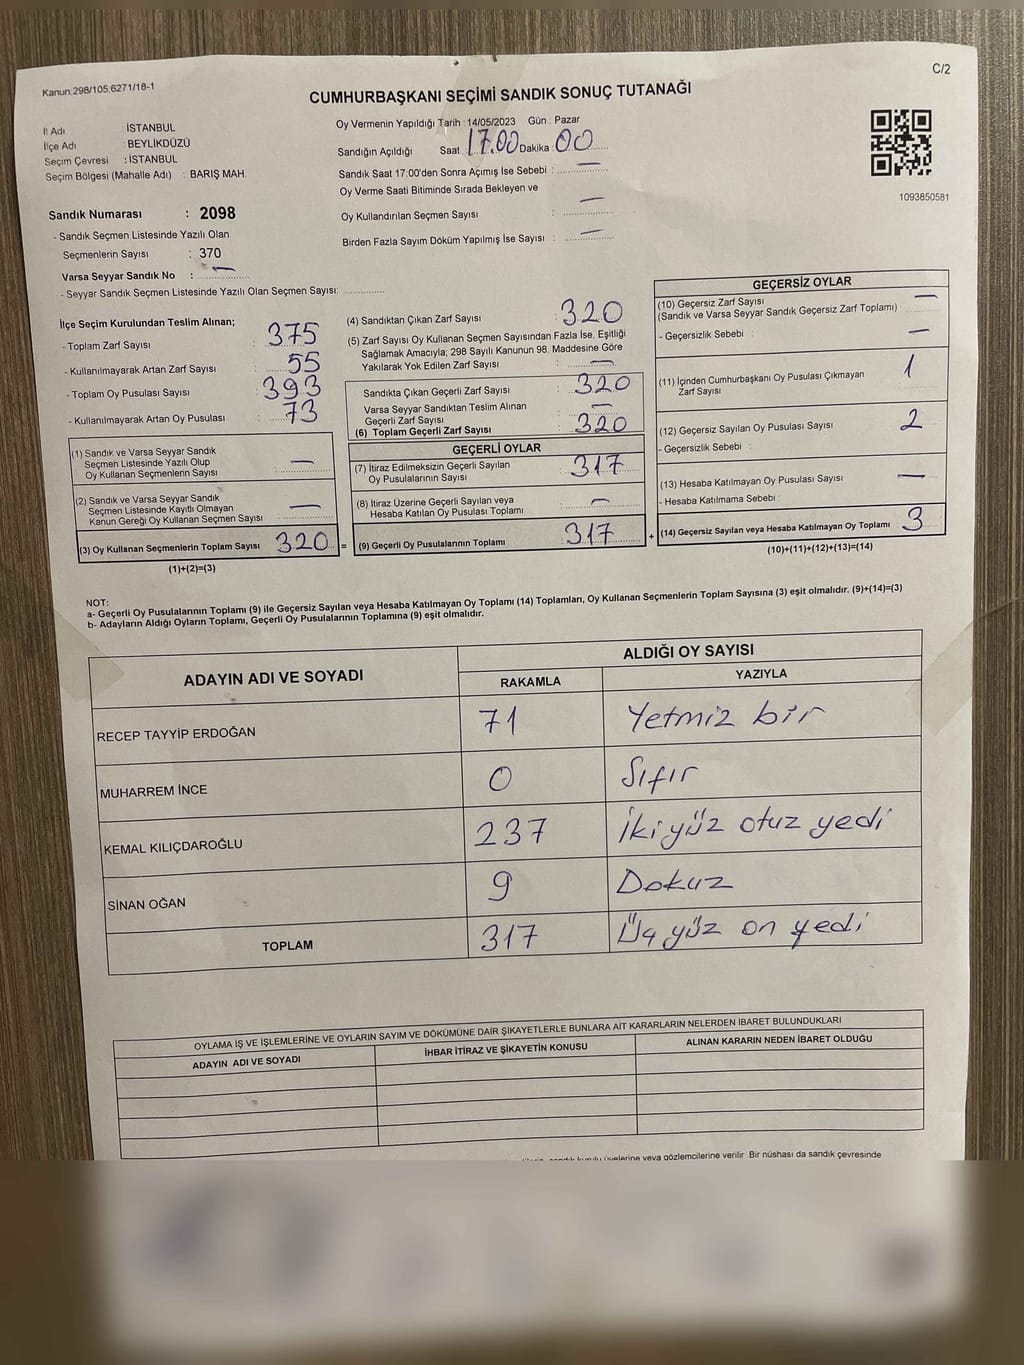 C/2
Kanun:298/105,6271/18-1
CUMHURBAŞKANI SEÇİMİ SANDIK SONUÇ TUTANAĞI
İl Adı : İSTANBUL
İlçe Adı : BEYLİKDÜZÜ
Seçim Çevresi : İSTANBUL
Seçim Bölgesi (Mahalle Adı) : BARIŞ MAH.
Oy Vermenin Yapıldığı Tarih : 14/05/2023 Gün : Pazar
Sandığın Açıldığı Saat : 17.00 Dakika : 00
Sandık Saat 17:00'den Sonra Açımış İse Sebebi : —
Oy Verme Saati Bitiminde Sırada Bekleyen ve
Oy Kullandırılan Seçmen Sayısı : —
Birden Fazla Sayım Döküm Yapılmış İse Sayısı : —
1093850581
Sandık Numarası : 2098
- Sandık Seçmen Listesinde Yazılı Olan
Seçmenlerin Sayısı : 370
Varsa Seyyar Sandık No : —
- Seyyar Sandık Seçmen Listesinde Yazılı Olan Seçmen Sayısı:
İlçe Seçim Kurulundan Teslim Alınan;
- Toplam Zarf Sayısı : 375
- Kullanılmayarak Artan Zarf Sayısı : 55
- Toplam Oy Pusulası Sayısı : 393
- Kullanılmayarak Artan Oy Pusulası : 73
(1) Sandık ve Varsa Seyyar Sandık
Seçmen Listesinde Yazılı Olup
Oy Kullanan Seçmenlerin Sayısı : —
(2) Sandık ve Varsa Seyyar Sandık
Seçmen Listesinde Kayıtlı Olmayan
Kanun Gereği Oy Kullanan Seçmen Sayısı : —
(3) Oy Kullanan Seçmenlerin Toplam Sayısı : 320 =
(1)+(2)=(3)
(4) Sandıktan Çıkan Zarf Sayısı : 320
(5) Zarf Sayısı Oy Kullanan Seçmen Sayısından Fazla İse, Eşitliği
Sağlamak Amacıyla; 298 Sayılı Kanunun 98. Maddesine Göre
Yakılarak Yok Edilen Zarf Sayısı : —
Sandıkta Çıkan Geçerli Zarf Sayısı : 320
Varsa Seyyar Sandıktan Teslim Alınan
Geçerli Zarf Sayısı : —
(6) Toplam Geçerli Zarf Sayısı : 320
GEÇERLİ OYLAR
(7) İtiraz Edilmeksizin Geçerli Sayılan
Oy Pusulalarının Sayısı : 317
(8) İtiraz Üzerine Geçerli Sayılan veya
Hesaba Katılan Oy Pusulası Toplamı : —
(9) Geçerli Oy Pusulalarının Toplamı : 317 +
GEÇERSİZ OYLAR
(10) Geçersiz Zarf Sayısı
(Sandık ve Varsa Seyyar Sandık Geçersiz Zarf Toplamı) —
- Geçersizlik Sebebi : —
(11) İçinden Cumhurbaşkanı Oy Pusulası Çıkmayan
Zarf Sayısı 1
(12) Geçersiz Sayılan Oy Pusulası Sayısı 2
- Geçersizlik Sebebi :
(13) Hesaba Katılmayan Oy Pusulası Sayısı —
- Hesaba Katılmama Sebebi :
(14) Geçersiz Sayılan veya Hesaba Katılmayan Oy Toplamı 3
(10)+(11)+(12)+(13)=(14)
NOT:
a- Geçerli Oy Pusulalarının Toplamı (9) ile Geçersiz Sayılan veya Hesaba Katılmayan Oy Toplamı (14) Toplamları, Oy Kullanan Seçmenlerin Toplam Sayısına (3) eşit olmalıdır. (9)+(14)=(3)
b- Adayların Aldığı Oyların Toplamı, Geçerli Oy Pusulalarının Toplamına (9) eşit olmalıdır.
ADAYIN ADI VE SOYADI ALDIĞI OY SAYISI
RAKAMLA YAZIYLA
RECEP TAYYİP ERDOĞAN 71 Yetmiz bir
MUHARREM İNCE 0 Sıfır
KEMAL KILIÇDAROĞLU 237 İki yüz otuz yedi
SİNAN OĞAN 9 Dokuz
TOPLAM 317 Üç yüz on yedi
OYLAMA İŞ VE İŞLEMLERİNE VE OYLARIN SAYIM VE DÖKÜMÜNE DAİR ŞİKAYETLERLE BUNLARA AİT KARARLARIN NELERDEN İBARET BULUNDUKLARI
ADAYIN ADI VE SOYADI İHBAR İTİRAZ VE ŞİKAYETİN KONUSU ALINAN KARARIN NEDEN İBARET OLDUĞU
sandık kurulu üyelerine veya gözlemcilerine verilir. Bir nüshası da sandık çevresinde